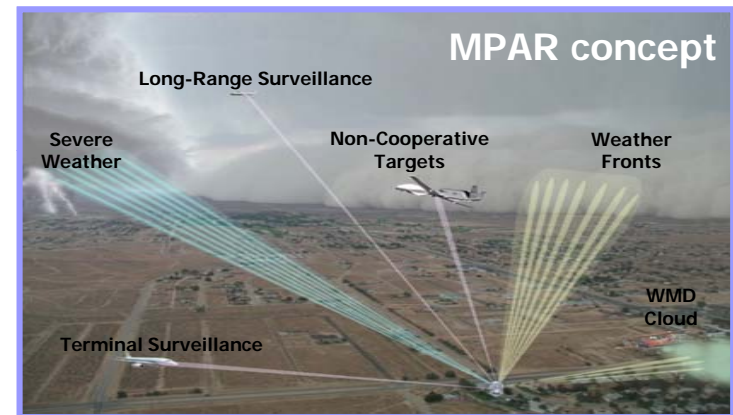 MPAR concept
Long-Range Surveillance
Severe
Weather
Non-Cooperative
Targets
Weather
Fronts
WMD
Cloud
Terminal Surveillance